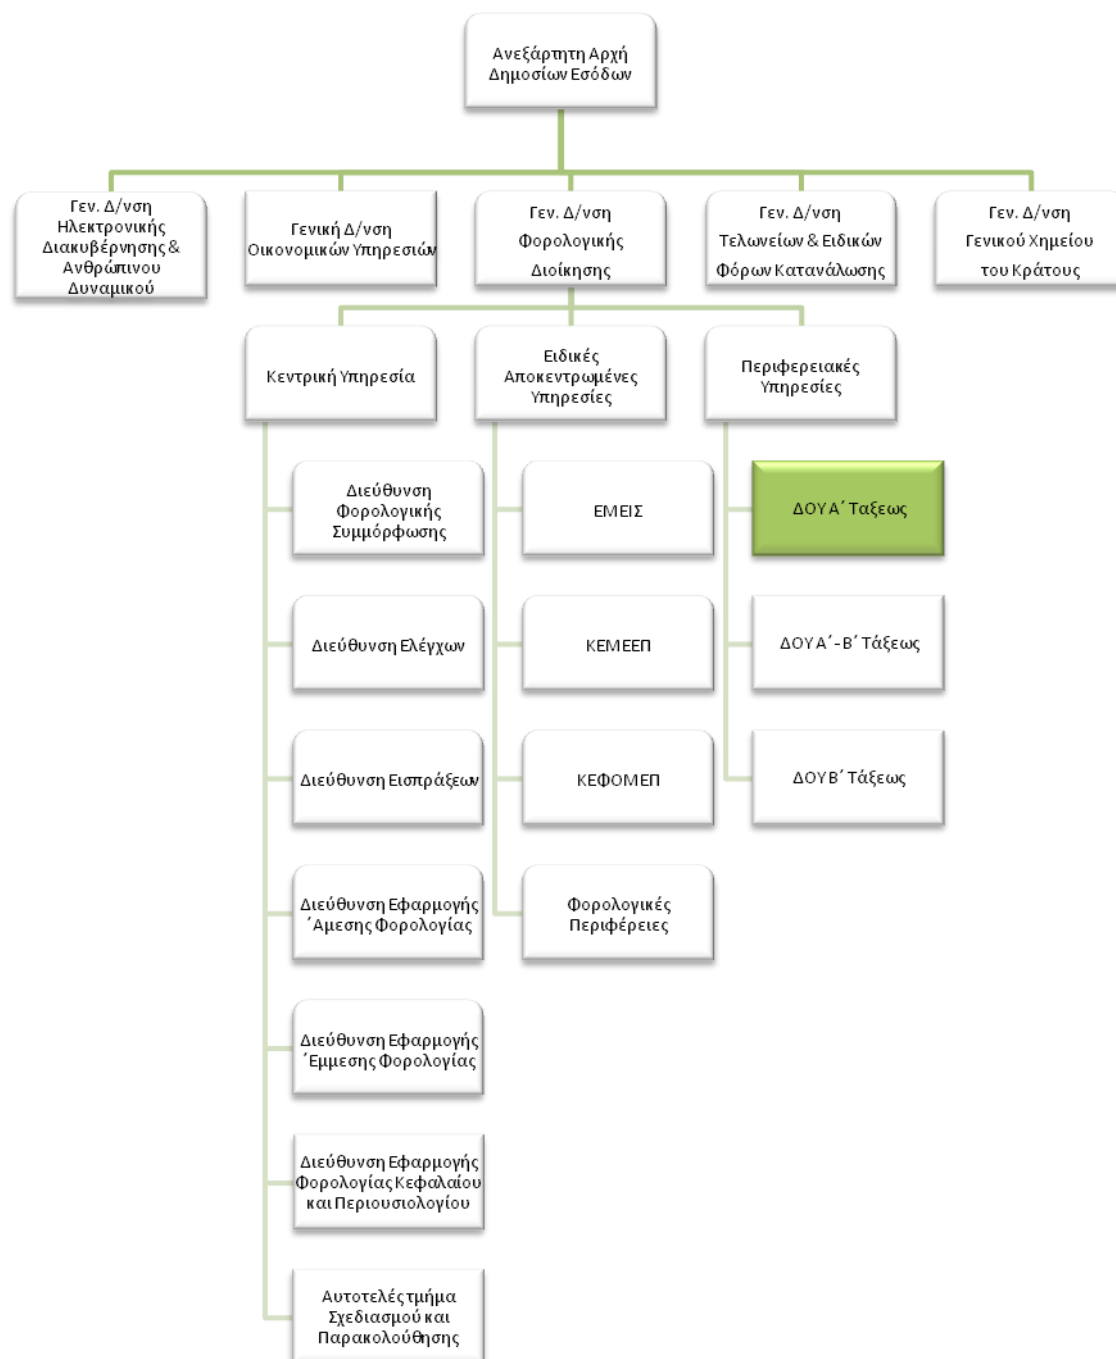 Ανεξάρτητη Αρχή
Δημοσίων Εσόδων
Γεν. Δ/νση
Ηλεκτρονικής
Διακυβέρνησης &
Ανθρώπινου
Δυναμικού
Γενική Δ/νση
Οικονομικών Υπηρεσιών
Γεν. Δ/νση
Φορολογικής
Διοίκησης
Γεν. Δ/νση
Τελωνείων & Ειδικών
Φόρων Κατανάλωσης
Γεν. Δ/νση
Γενικού Χημείου
του Κράτους
Κεντρική Υπηρεσία
Ειδικές
Αποκεντρωμένες
Υπηρεσίες
Περιφερειακές
Υπηρεσίες
Διεύθυνση
Φορολογικής
Συμμόρφωσης
ΕΜΕΙΣ
ΔΟΥ Α΄ Ταξεως
Διεύθυνση Ελέγχων
ΚΕΜΕΕΠ
ΔΟΥ Α΄ - Β΄ Τάξεως
Διεύθυνση Εισπράξεων
ΚΕΦΟΜΕΠ
ΔΟΥ Β΄ Τάξεως
Διεύθυνση Εφαρμογής
΄Αμεσης Φορολογίας
Φορολογικές
Περιφέρειες
Διεύθυνση Εφαρμογής
΄Εμμεσης Φορολογίας
Διεύθυνση Εφαρμογής
Φορολογίας Κεφαλαίου
και Περιουσιολογίου
Αυτοτελές τμήμα
Σχεδιασμού και
Παρακολούθησης